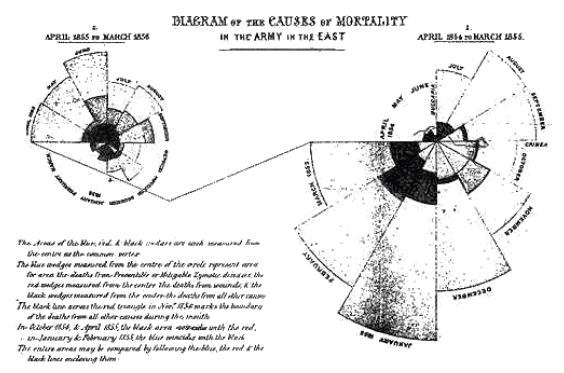 DIAGRAM OF THE CAUSES OF MORTALITY
IN THE ARMY IN THE EAST
2.
APRIL 1855 TO MARCH 1856
1.
APRIL 1854 TO MARCH 1855.
JUNE
JULY
AUGUST
MAY
JANUARY
FEBRUARY
MARCH
1856
APRIL
1854
MAY
JUNE
JULY
AUGUST
SEPTEMBER
OCTOBER
NOVEMBER
DECEMBER
JANUARY 1855
FEBRUARY
MARCH 1855
BULGARIA
CRIMEA
The Areas of the blue, red, & black wedges are each measured from
the centre as the common vertex
The blue wedges measured from the centre of the circle represent area
for area the deaths from Preventible or Mitigable Zymotic diseases, the
red wedges measured from the centre the deaths from wounds, & the
black wedges measured from the centre the deaths from all other causes
The black line across the red triangle in Nov. 1854 marks the boundary
of the deaths from all other causes during the month
In October 1854, & April 1855, the black area coincides with the red,
in January & February 1855, the blue coincides with the black
The entire areas may be compared by following the blue, the red & the
black lines enclosing them